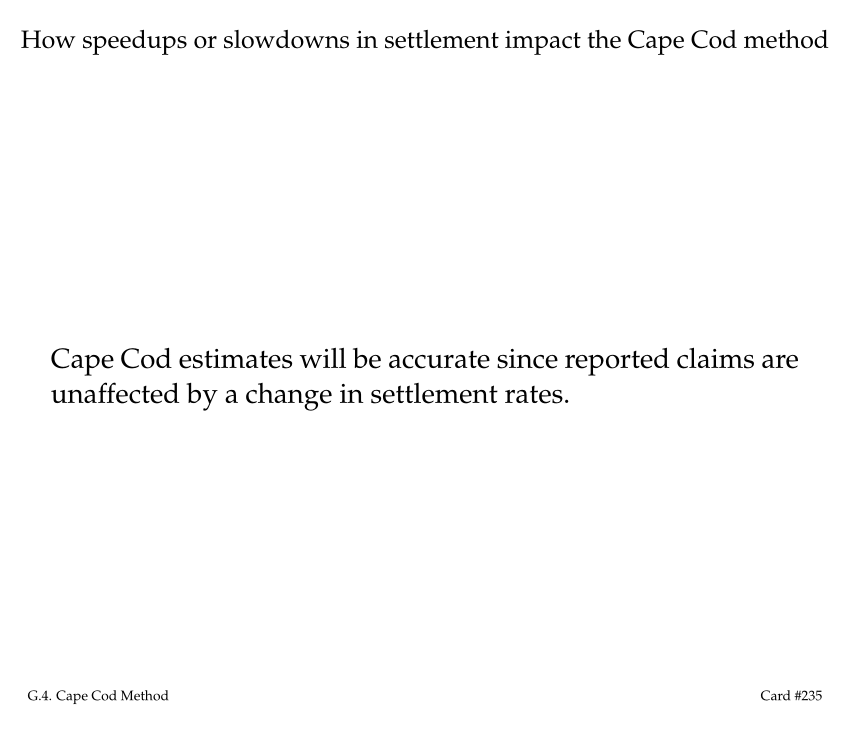 How speedups or slowdowns in settlement impact the Cape Cod method
Cape Cod estimates will be accurate since reported claims are
unaffected by a change in settlement rates.
G.4. Cape Cod Method
Card #235